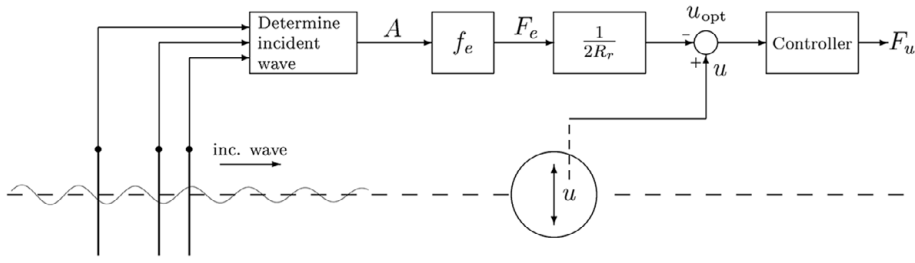 Determine
incident
wave
A
f_e
F_e
1
2R_r
u_opt
-
+
u
Controller
F_u
inc. wave
u